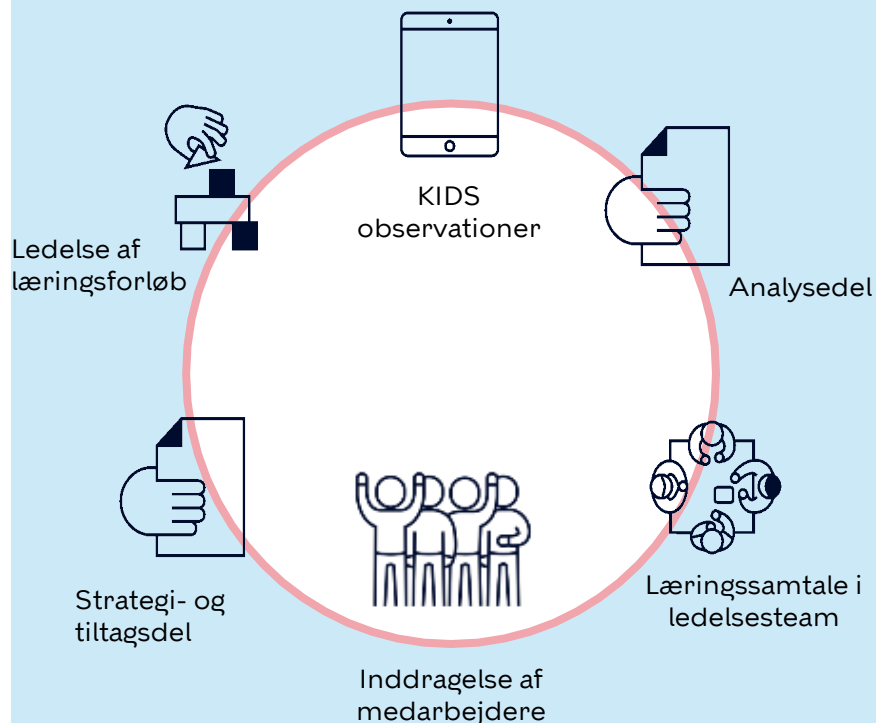 KIDS
observationer
Ledelse af
læringsforløb
Analysedel
Læringssamtale i
ledelsesteam
Strategi- og
tiltagsdel
Inddragelse af
medarbejdere